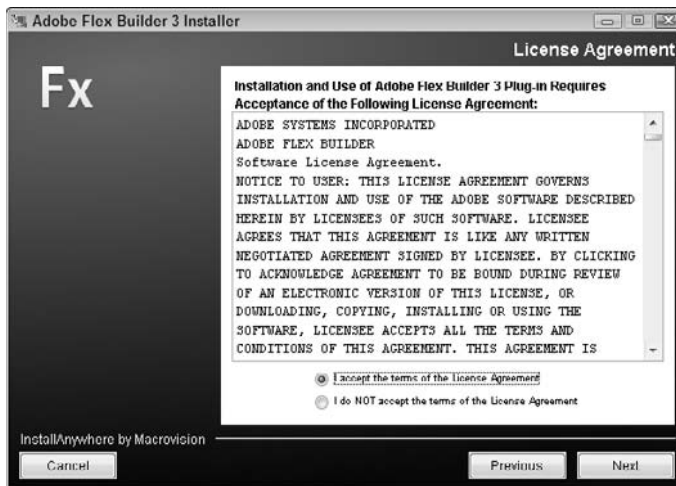 Adobe Flex Builder 3 Installer
License Agreement
Fx
Installation and Use of Adobe Flex Builder 3 Plug-in Requires
Acceptance of the Following License Agreement:
ADOBE SYSTEMS INCORPORATED
ADOBE FLEX BUILDER
Software License Agreement.
NOTICE TO USER: THIS LICENSE AGREEMENT GOVERNS
INSTALLATION AND USE OF THE ADOBE SOFTWARE DESCRIBED
HEREIN BY LICENSEES OF SUCH SOFTWARE. LICENSEE
AGREES THAT THIS AGREEMENT IS LIKE ANY WRITTEN
NEGOTIATED AGREEMENT SIGNED BY LICENSEE. BY CLICKING
TO ACKNOWLEDGE AGREEMENT TO BE BOUND DURING REVIEW
OF AN ELECTRONIC VERSION OF THIS LICENSE, OR
DOWNLOADING, COPYING, INSTALLING OR USING THE
SOFTWARE, LICENSEE ACCEPTS ALL THE TERMS AND
CONDITIONS OF THIS AGREEMENT. THIS AGREEMENT IS
I accept the terms of the License Agreement
I do NOT accept the terms of the License Agreement
InstallAnywhere by Macrovision
Cancel
Previous
Next